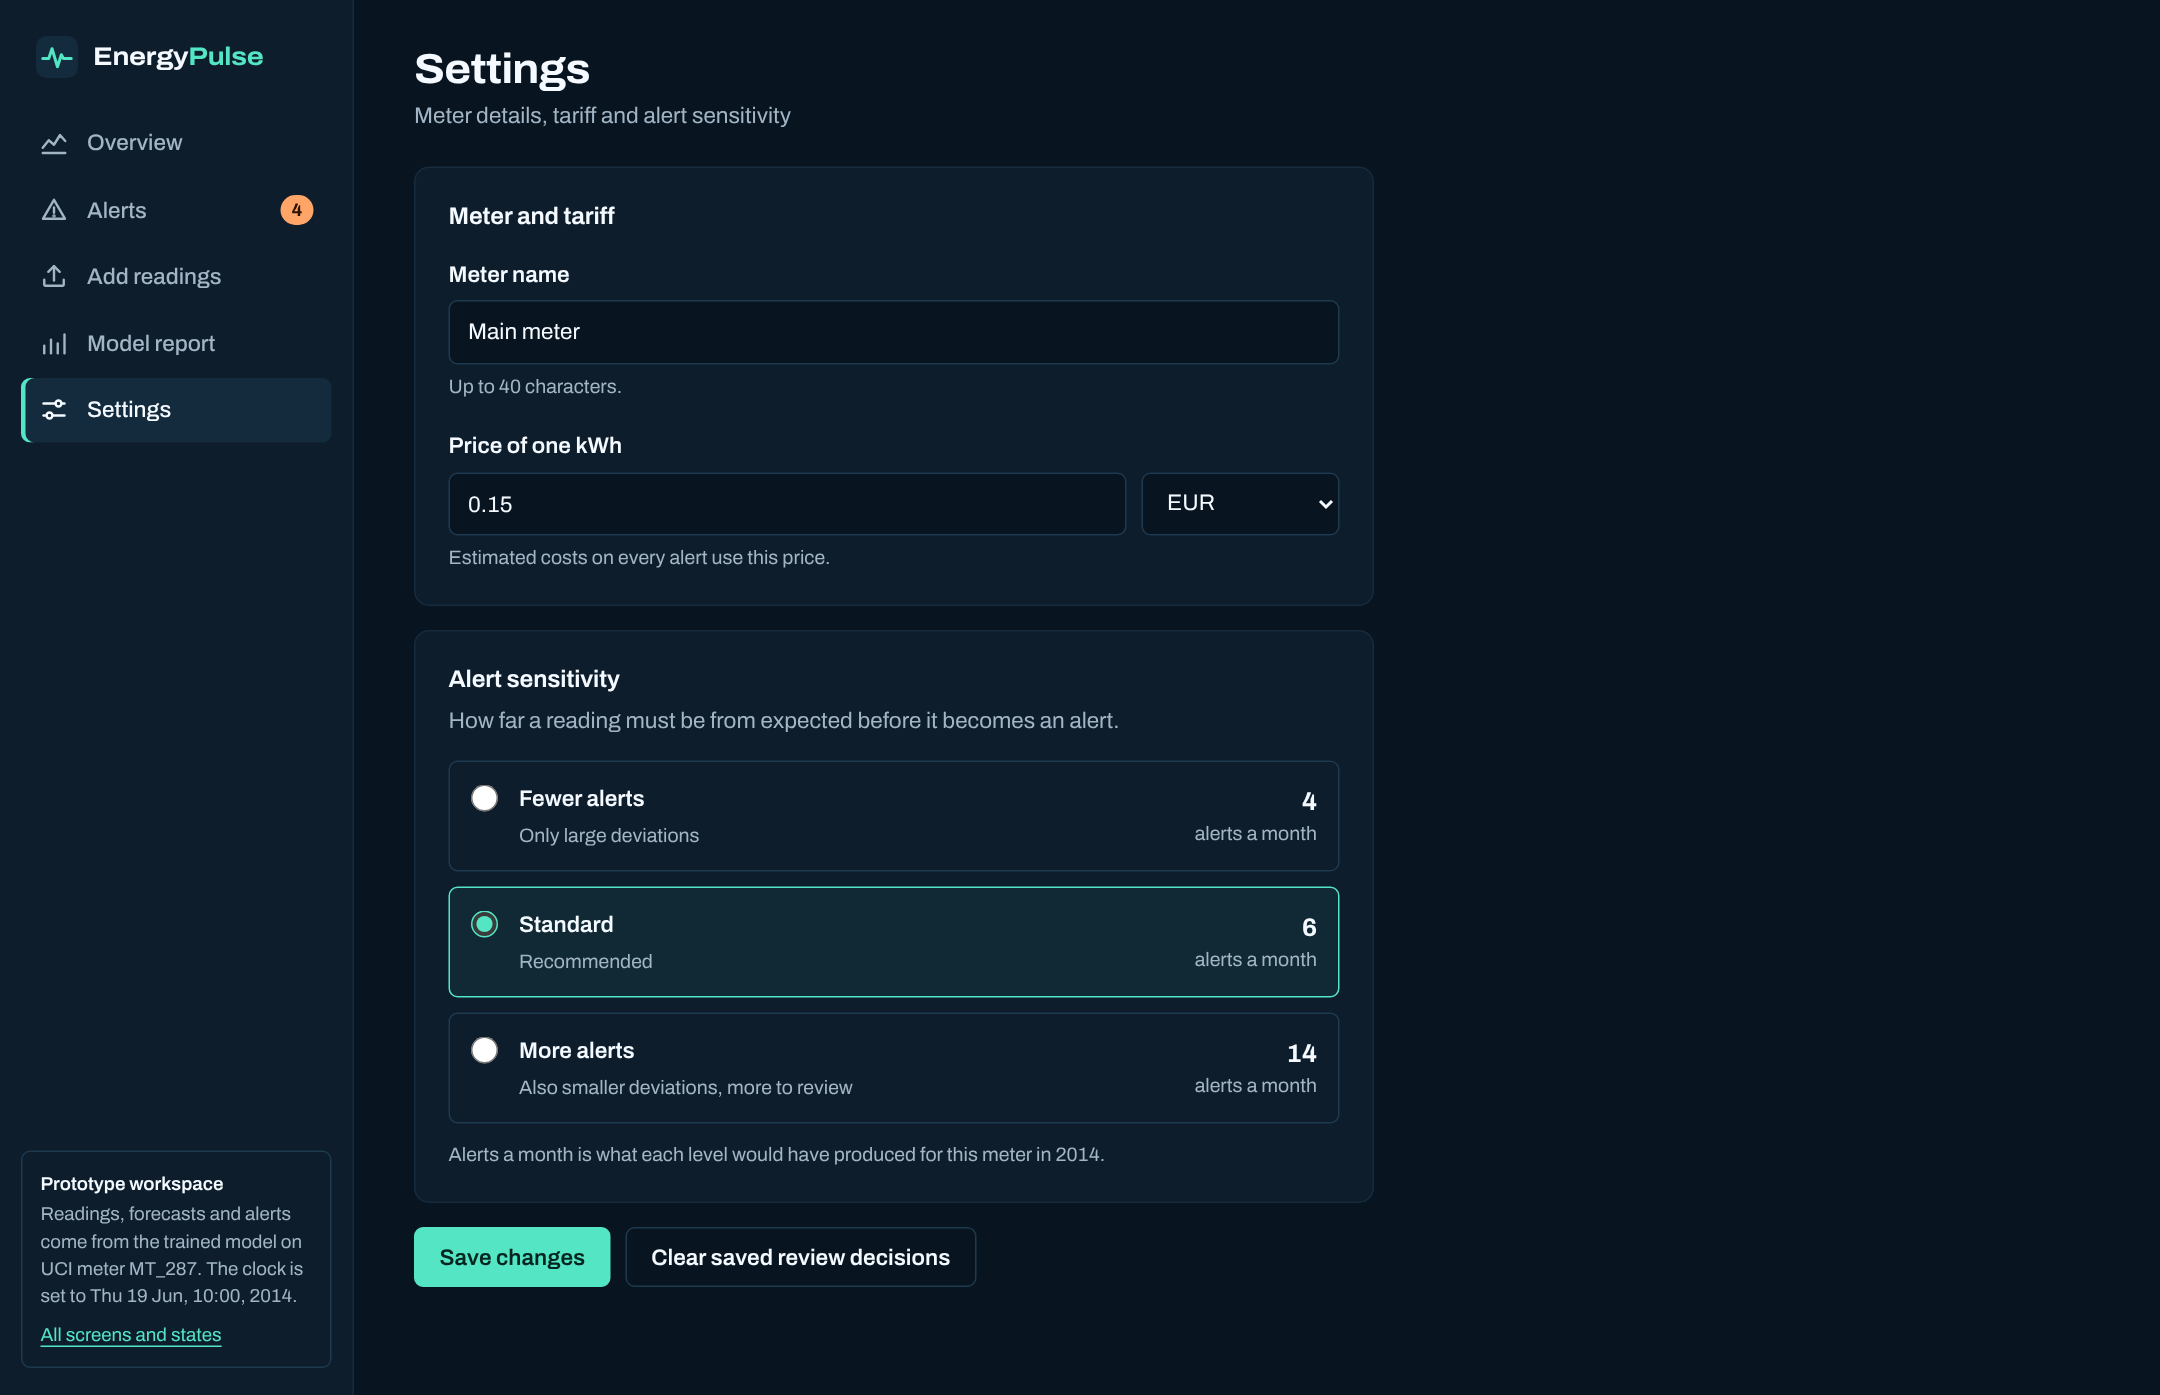 EnergyPulse
Overview
Alerts
4
Add readings
Model report
Settings
Prototype workspace
Readings, forecasts and alerts
come from the trained model on
UCI meter MT_287. The clock is
set to Thu 19 Jun, 10:00, 2014.
All screens and states
Settings
Meter details, tariff and alert sensitivity
Meter and tariff
Meter name
Main meter
Up to 40 characters.
Price of one kWh
0.15
EUR
Estimated costs on every alert use this price.
Alert sensitivity
How far a reading must be from expected before it becomes an alert.
Fewer alerts
4
Only large deviations
alerts a month
Standard
6
Recommended
alerts a month
More alerts
14
Also smaller deviations, more to review
alerts a month
Alerts a month is what each level would have produced for this meter in 2014.
Save changes
Clear saved review decisions